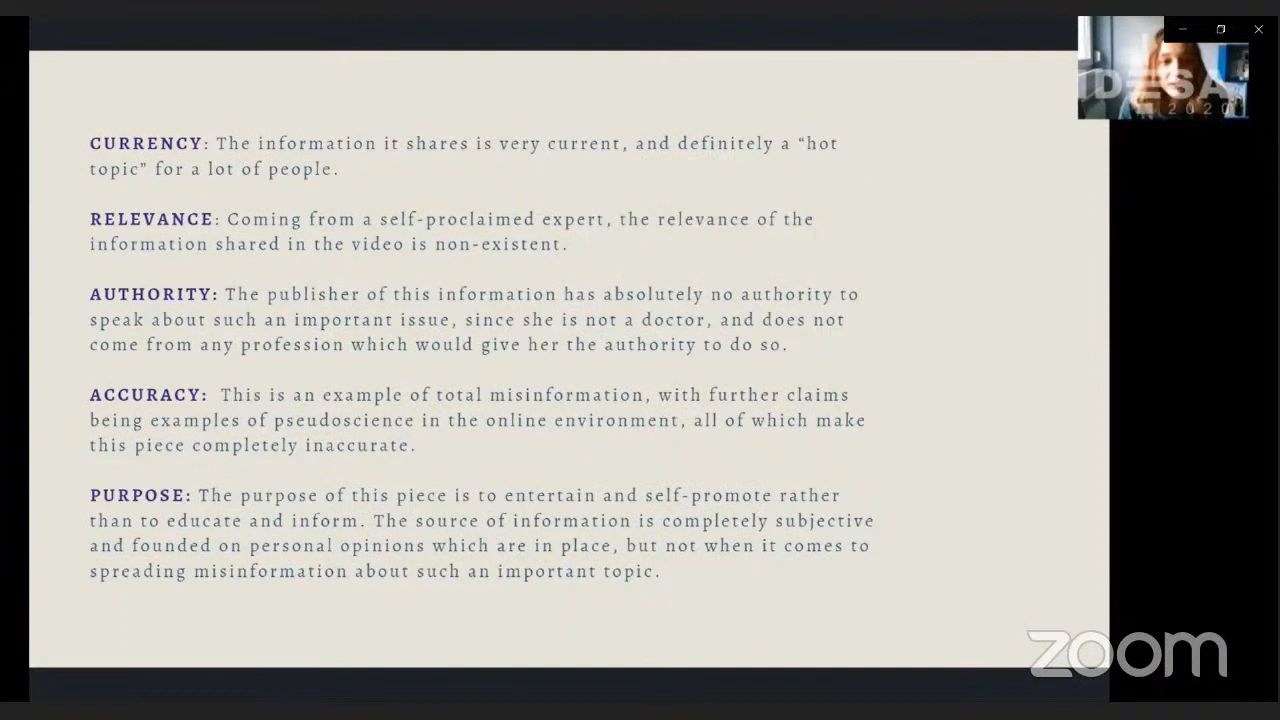 CURRENCY: The information it shares is very current, and definitely a “hot
topic” for a lot of people.
RELEVANCE: Coming from a self-proclaimed expert, the relevance of the
information shared in the video is non-existent.
AUTHORITY: The publisher of this information has absolutely no authority to
speak about such an important issue, since she is not a doctor, and does not
come from any profession which would give her the authority to do so.
ACCURACY: This is an example of total misinformation, with further claims
being examples of pseudoscience in the online environment, all of which make
this piece completely inaccurate.
PURPOSE: The purpose of this piece is to entertain and self-promote rather
than to educate and inform. The source of information is completely subjective
and founded on personal opinions which are in place, but not when it comes to
spreading misinformation about such an important topic.
IDESA
2020
zoom